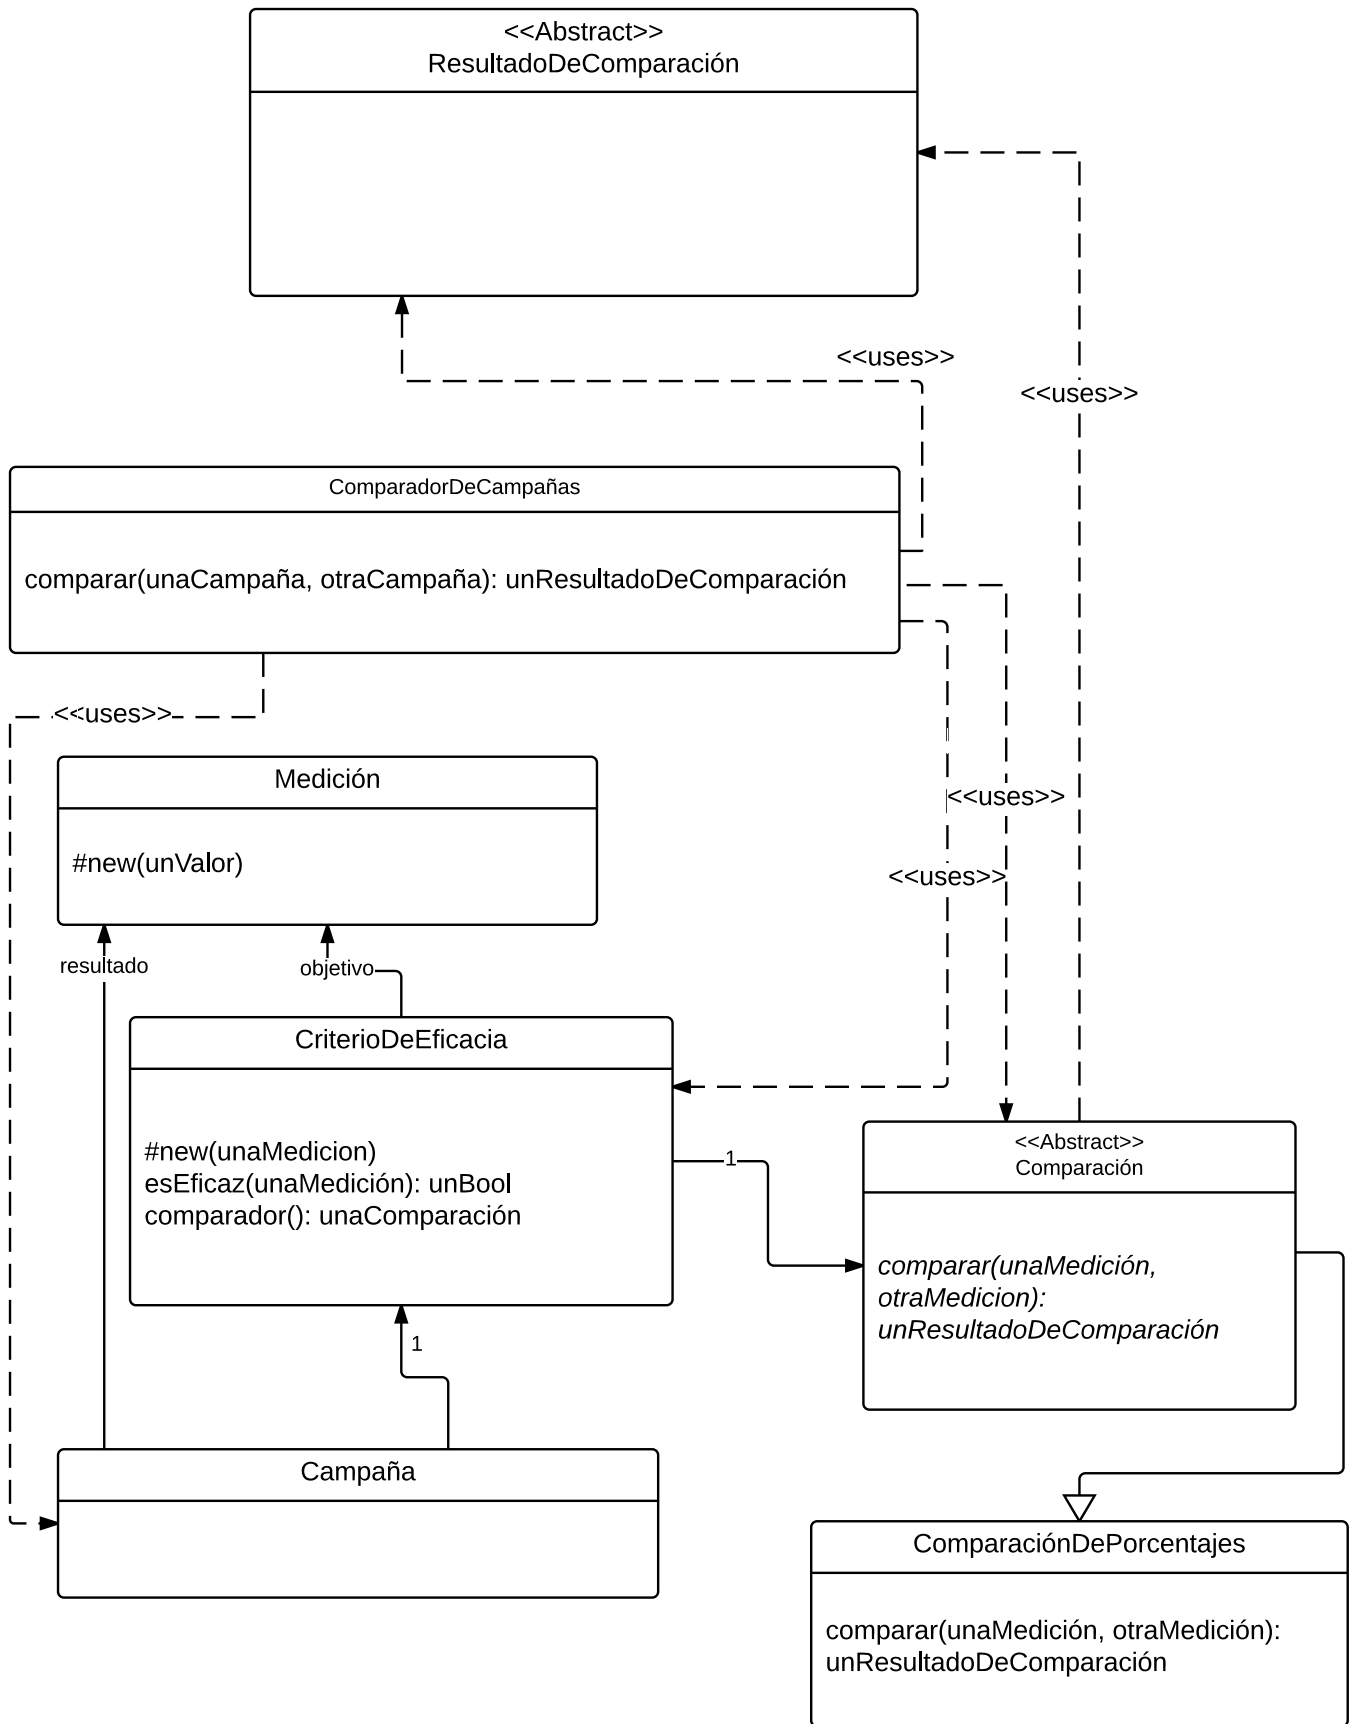 <<Abstract>>
ResultadoDeComparación
<<uses>>
<<uses>>
ComparadorDeCampañas
comparar(unaCampaña, otraCampaña): unResultadoDeComparación
<<uses>>
Medición
#new(unValor)
<<uses>>
<<uses>>
resultado
objetivo
CriterioDeEficacia
#new(unaMedicion)
esEficaz(unaMedición): unBool
comparador(): unaComparación
1
<<Abstract>>
Comparación
comparar(unaMedición,
otraMedicion):
unResultadoDeComparación
1
Campaña
ComparaciónDePorcentajes
comparar(unaMedición, otraMedición):
unResultadoDeComparación